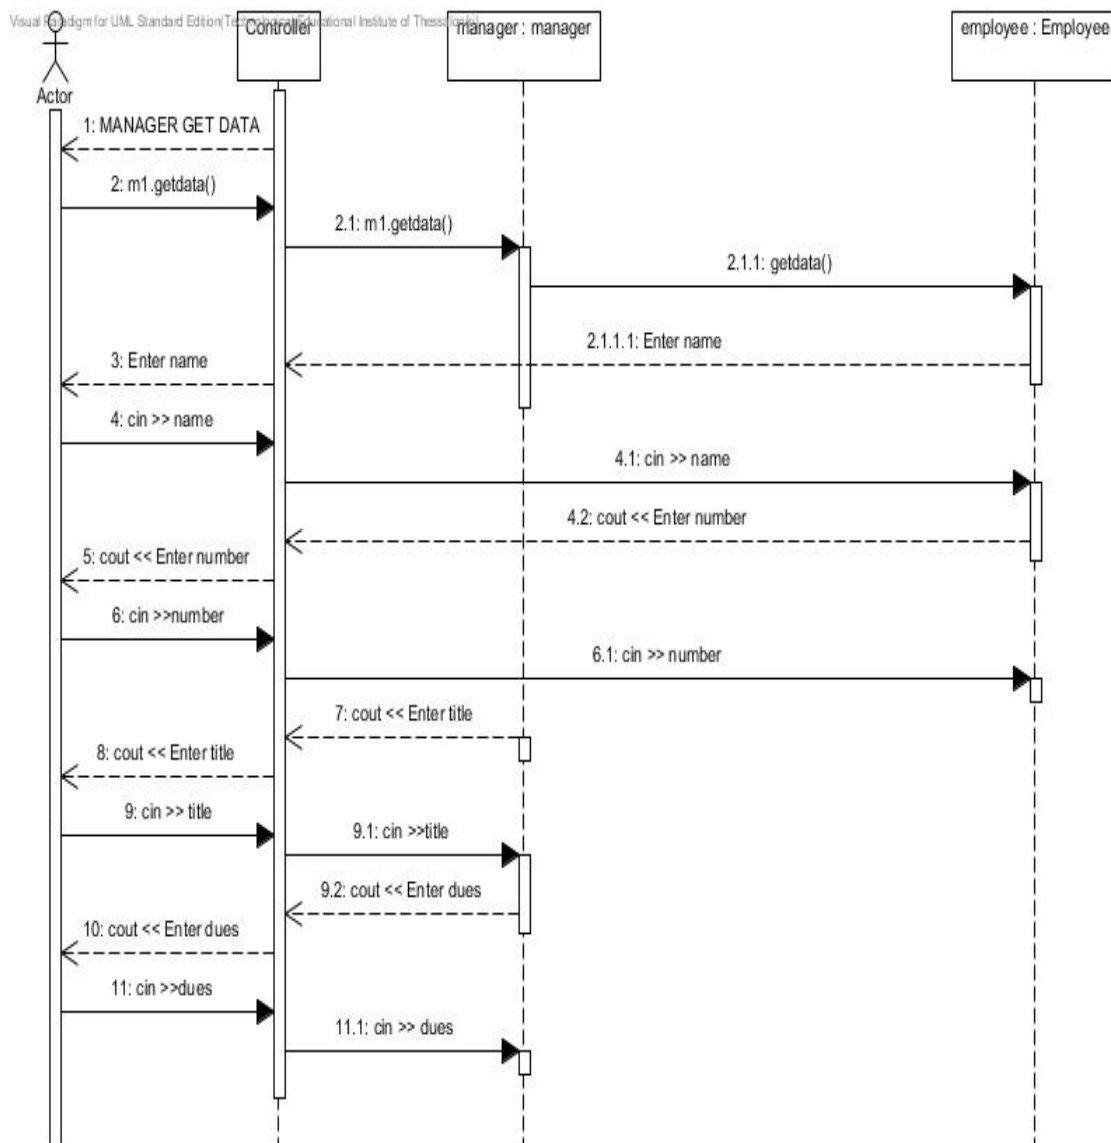 Visual Paradigm for UML Standard Edition(Technological Educational Institute of Thessaloniki)
Controller
manager : manager
employee : Employee
Actor
1: MANAGER GET DATA
2: m1.getdata()
2.1: m1.getdata()
2.1.1: getdata()
2.1.1.1: Enter name
3: Enter name
4: cin >> name
4.1: cin >> name
4.2: cout << Enter number
5: cout << Enter number
6: cin >>number
6.1: cin >> number
7: cout << Enter title
8: cout << Enter title
9: cin >> title
9.1: cin >>title
9.2: cout << Enter dues
10: cout << Enter dues
11: cin >>dues
11.1: cin >> dues